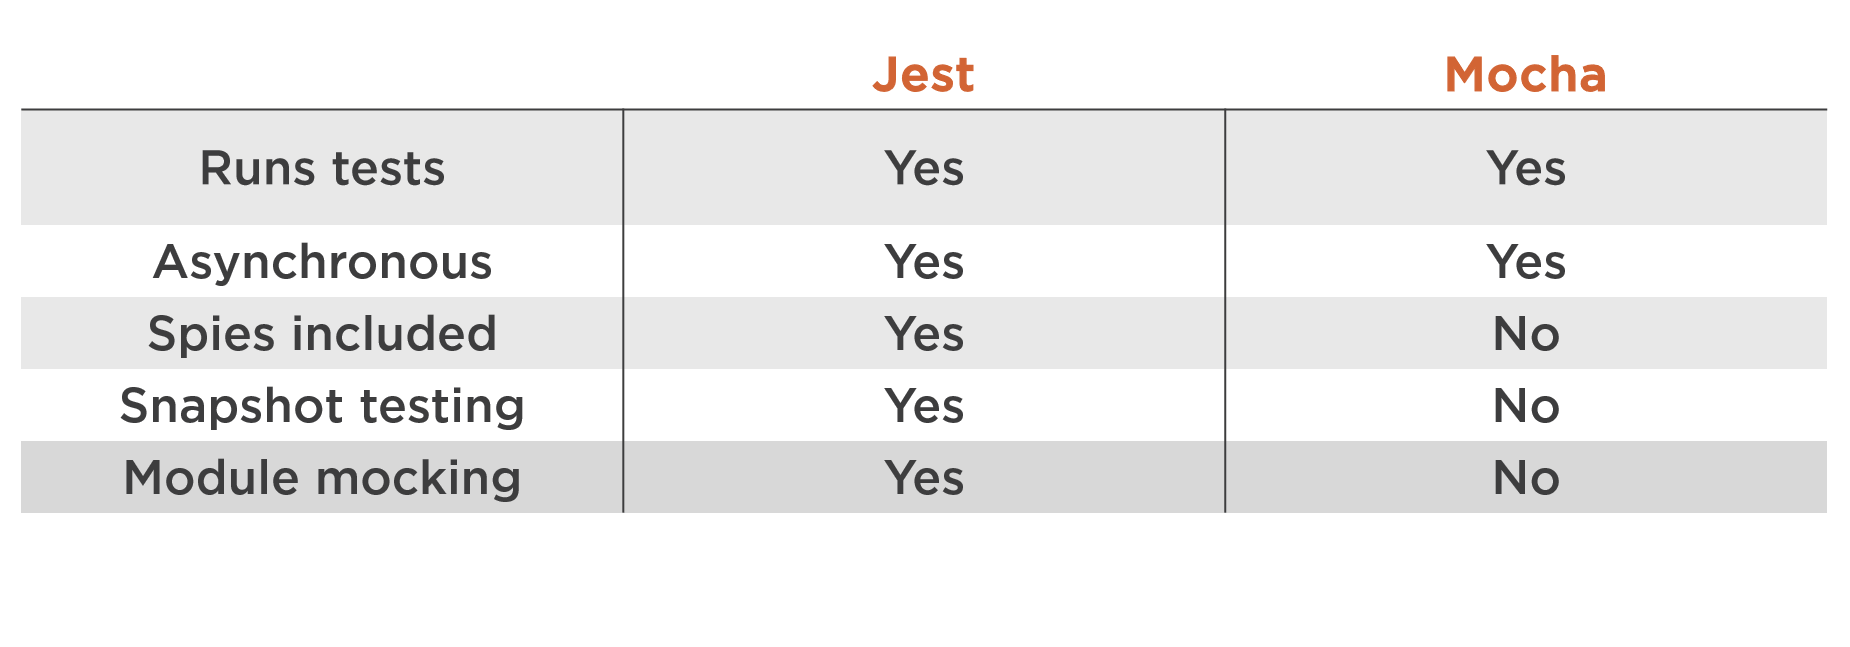 Jest Mocha
Runs tests Yes Yes
Asynchronous Yes Yes
Spies included Yes No
Snapshot testing Yes No
Module mocking Yes No